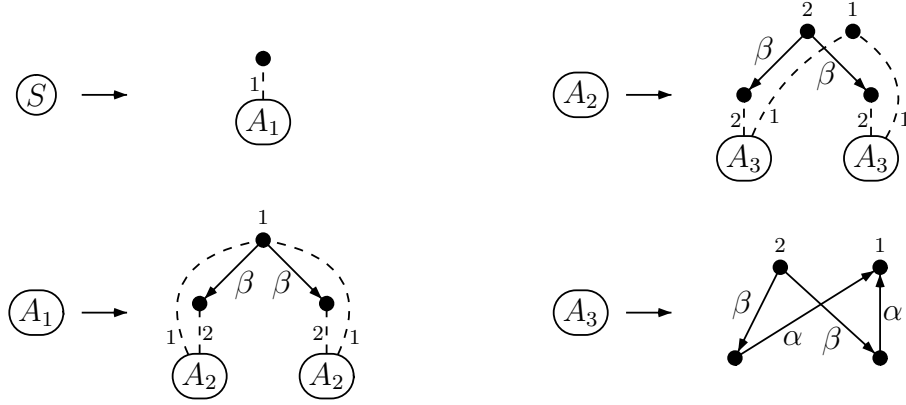 S
1
A₁
A₂
2 1
β β
2 1 2 1
A₃ A₃
A₁
1
β β
1 2 2 1
A₂ A₂
A₃
2 1
β α β α